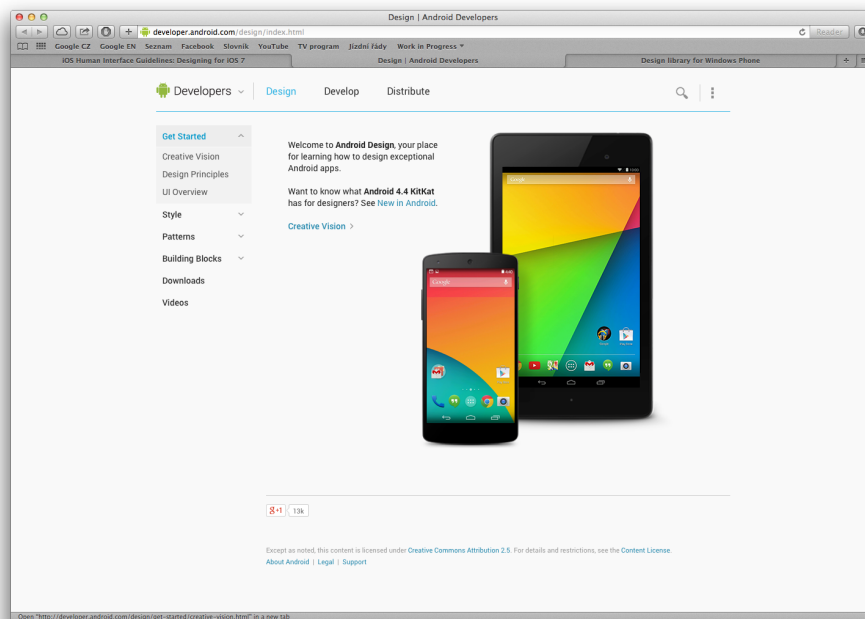 Design | Android Developers
developer.android.com/design/index.html
Reader
Google CZ Google EN Seznam Facebook Slovník YouTube TV program Jízdní řády Work in Progress
iOS Human Interface Guidelines: Designing for iOS 7
Design | Android Developers
Design library for Windows Phone
Developers
Design Develop Distribute
Get Started
Creative Vision
Design Principles
UI Overview
Style
Patterns
Building Blocks
Downloads
Videos
Welcome to Android Design, your place
for learning how to design exceptional
Android apps.
Want to know what Android 4.4 KitKat
has for designers? See New in Android.
Creative Vision >
Google
Google
g+1 13k
Except as noted, this content is licensed under Creative Commons Attribution 2.5. For details and restrictions, see the Content License.
About Android | Legal | Support
Open "http://developer.android.com/design/get-started/creative-vision.html" in a new tab